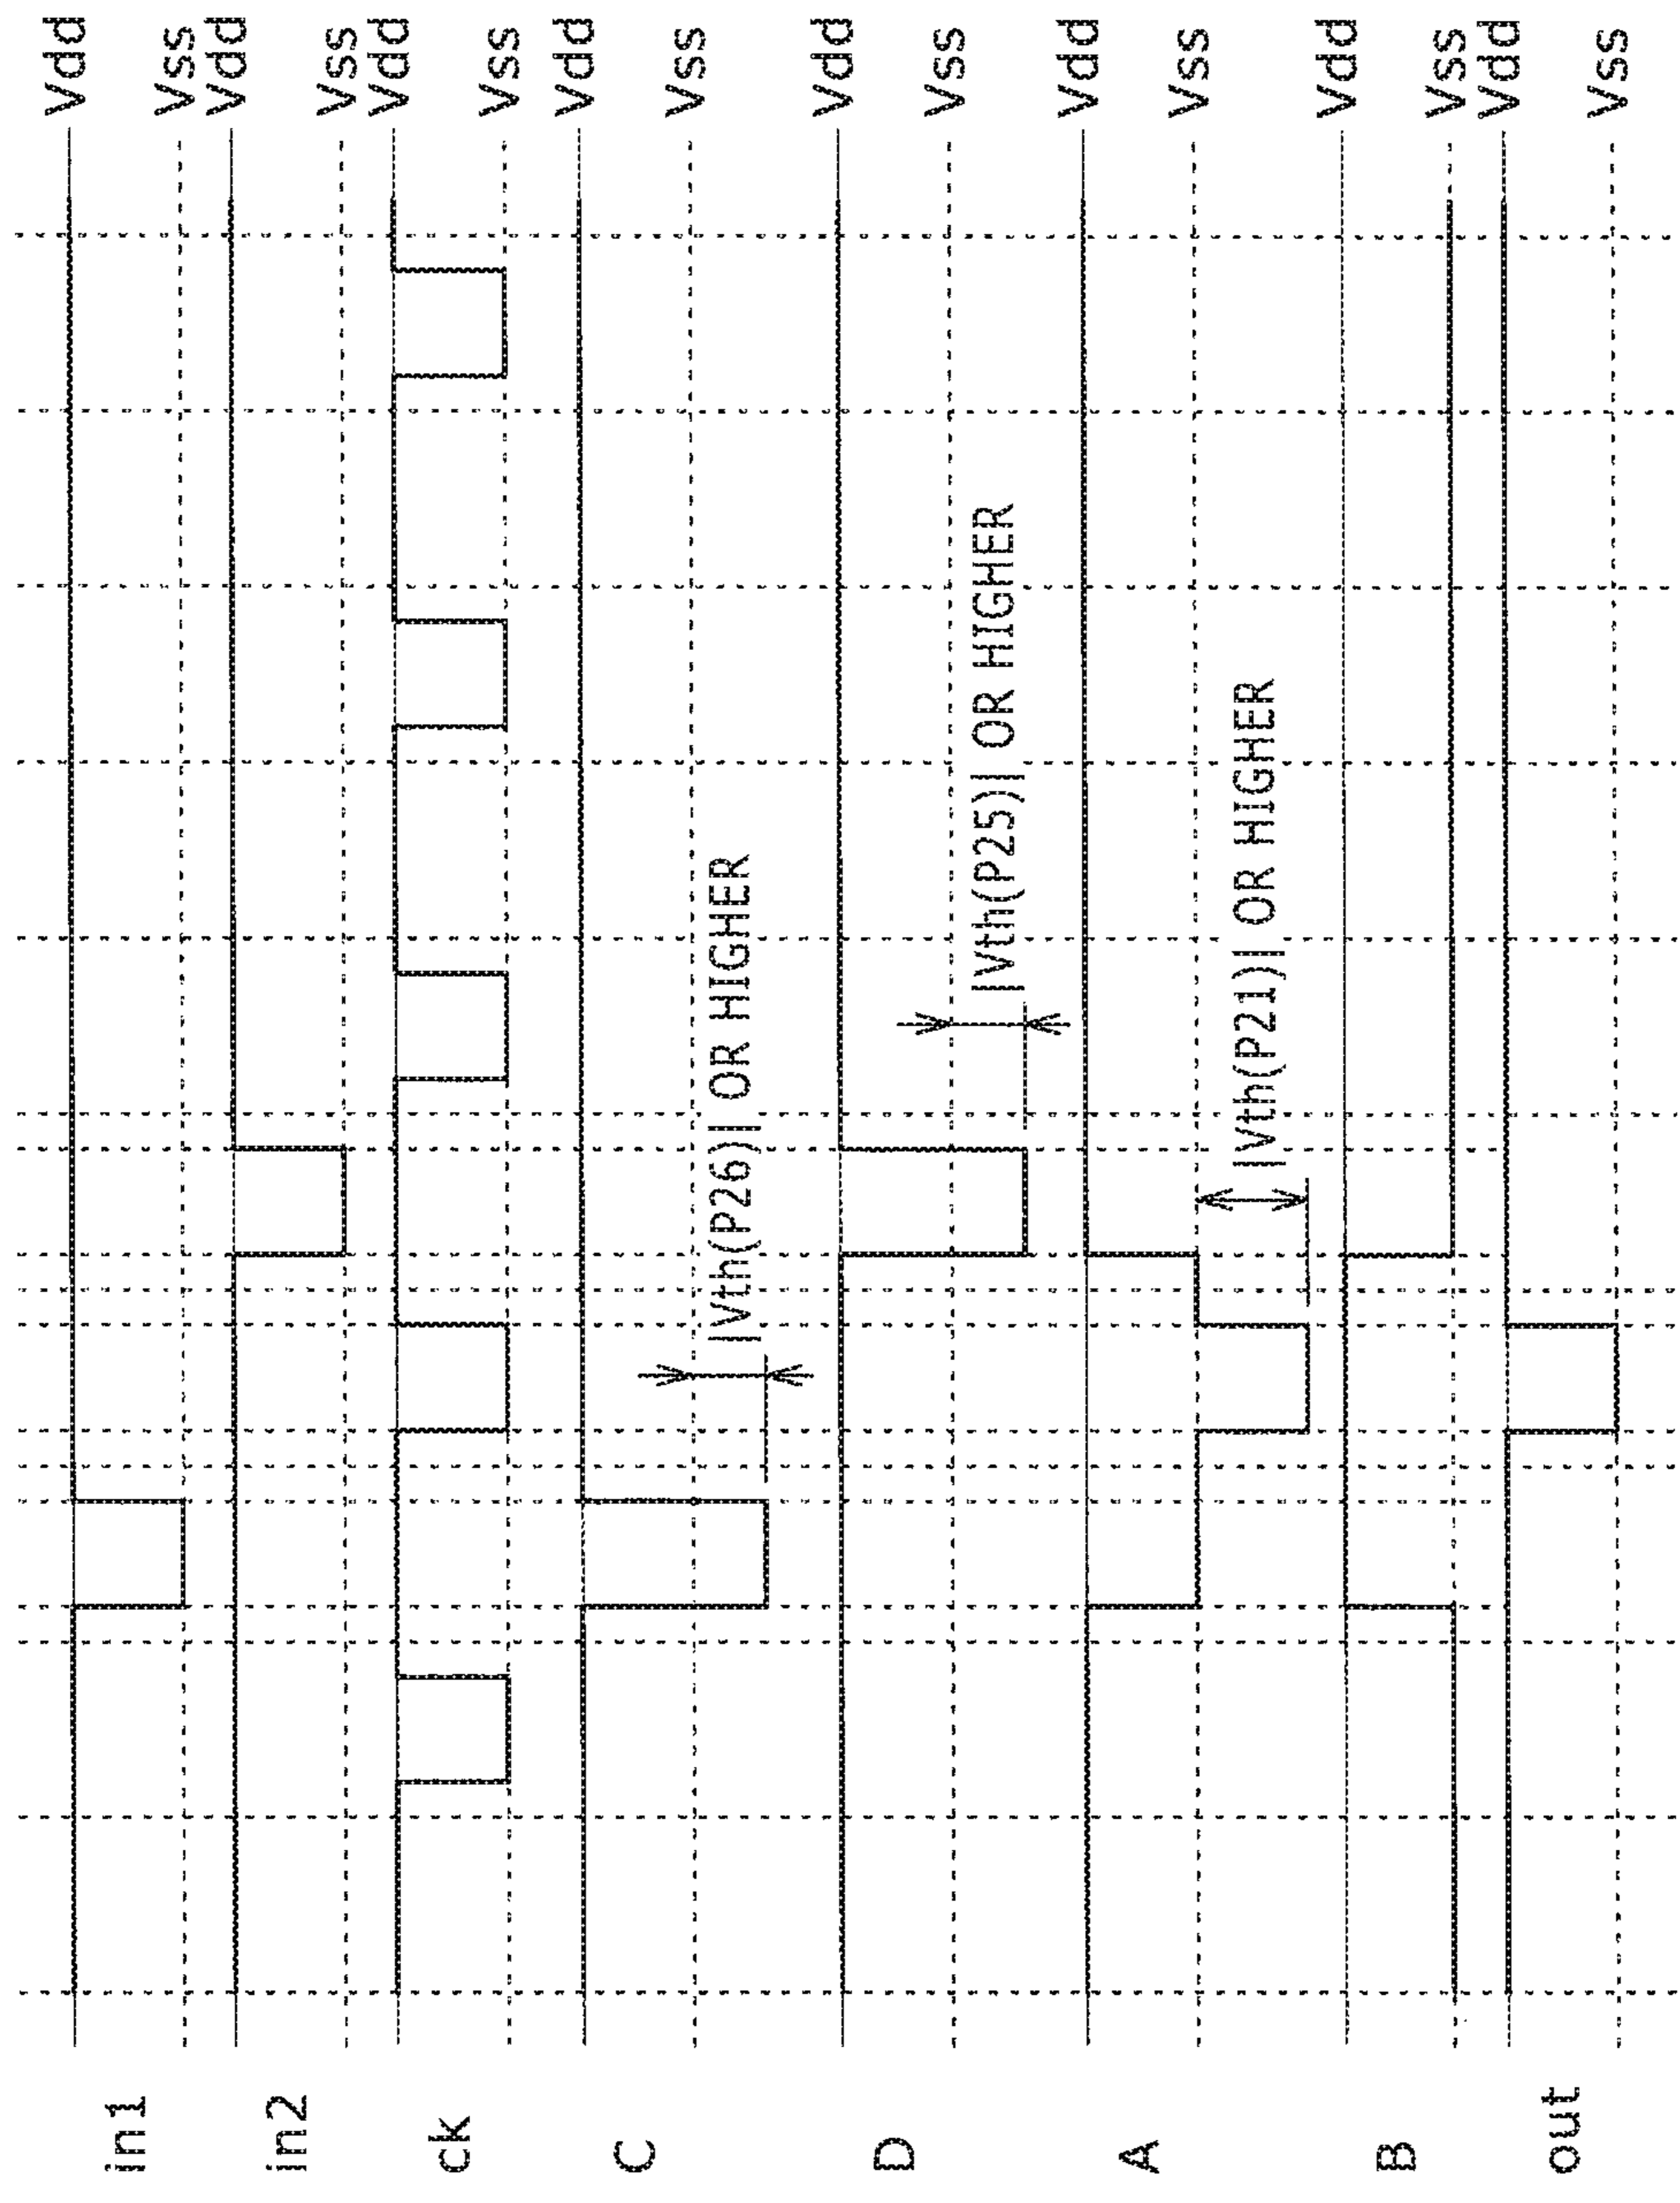 in1
Vdd
Vss
in2
Vdd
Vss
ck
Vdd
Vss
C
Vdd
Vss
|Vth(P26)| OR HIGHER
D
Vdd
Vss
|Vth(P25)| OR HIGHER
A
Vdd
Vss
|Vth(P21)| OR HIGHER
B
Vdd
Vss
out
Vdd
Vss